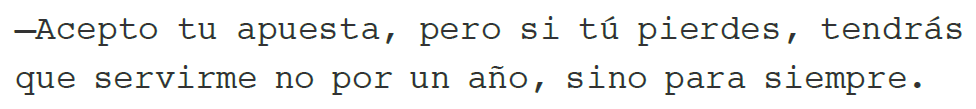 —Acepto tu apuesta, pero si tú pierdes, tendrás
que servirme no por un año, sino para siempre.